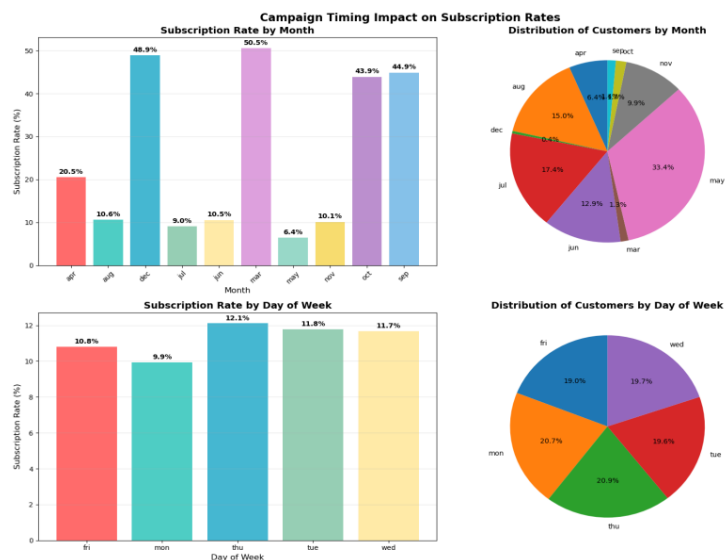 Campaign Timing Impact on Subscription Rates
Subscription Rate by Month
Subscription Rate (%)
50
40
30
20
10
0
20.5%
10.6%
48.9%
9.0%
10.5%
50.5%
6.4%
10.1%
43.9%
44.9%
apr
aug
dec
jul
jun
mar
may
nov
oct
sep
Month
Distribution of Customers by Month
apr
6.4%
aug
15.0%
dec
0.4%
jul
17.4%
jun
12.9%
mar
1.3%
may
33.4%
nov
9.9%
oct
sep
Subscription Rate by Day of Week
Subscription Rate (%)
12
10
8
6
4
2
0
10.8%
9.9%
12.1%
11.8%
11.7%
fri
mon
thu
tue
wed
Day of Week
Distribution of Customers by Day of Week
fri
19.0%
mon
20.7%
thu
20.9%
tue
19.6%
wed
19.7%